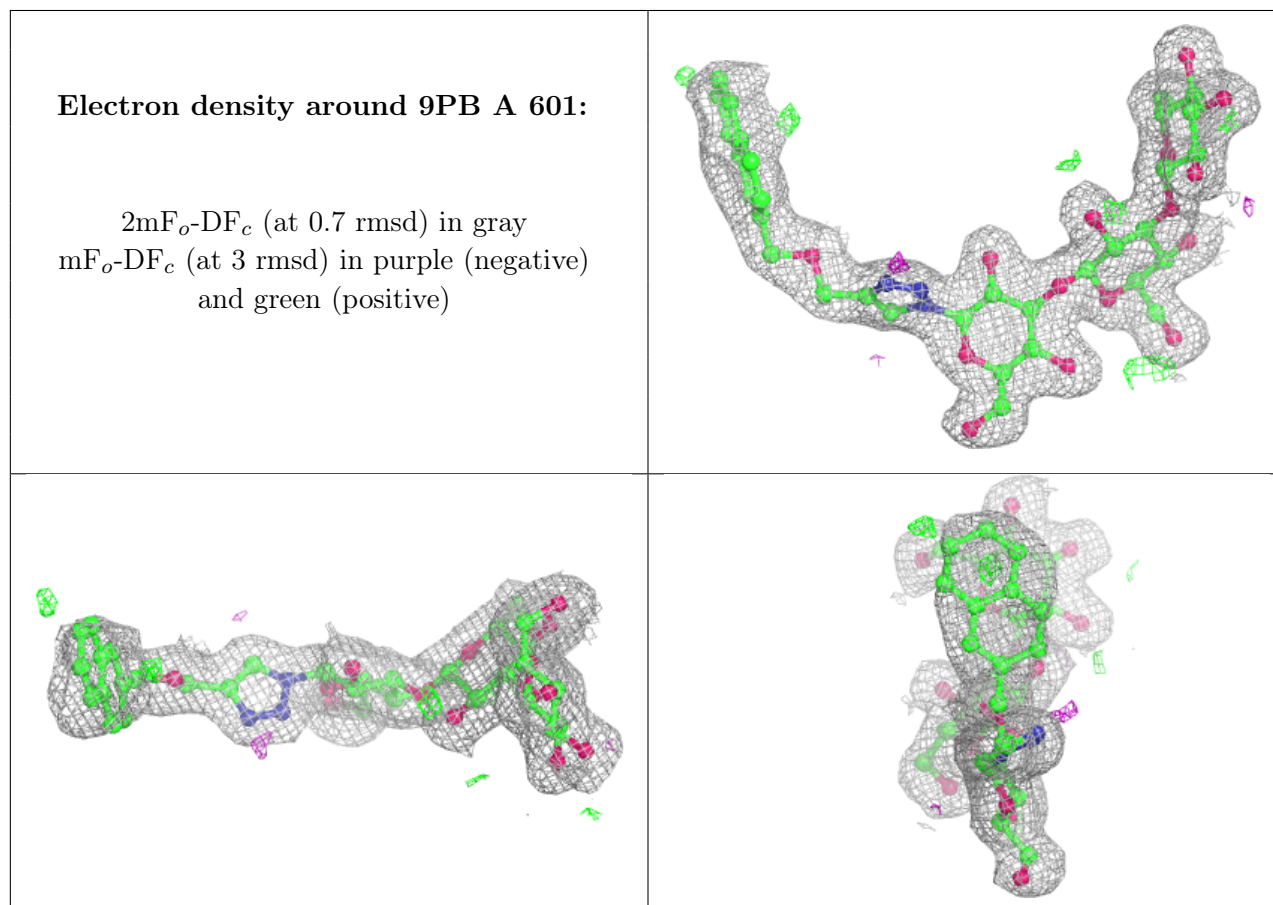 Electron density around 9PB A 601:
2mFo-DFc (at 0.7 rmsd) in gray
mFo-DFc (at 3 rmsd) in purple (negative)
and green (positive)